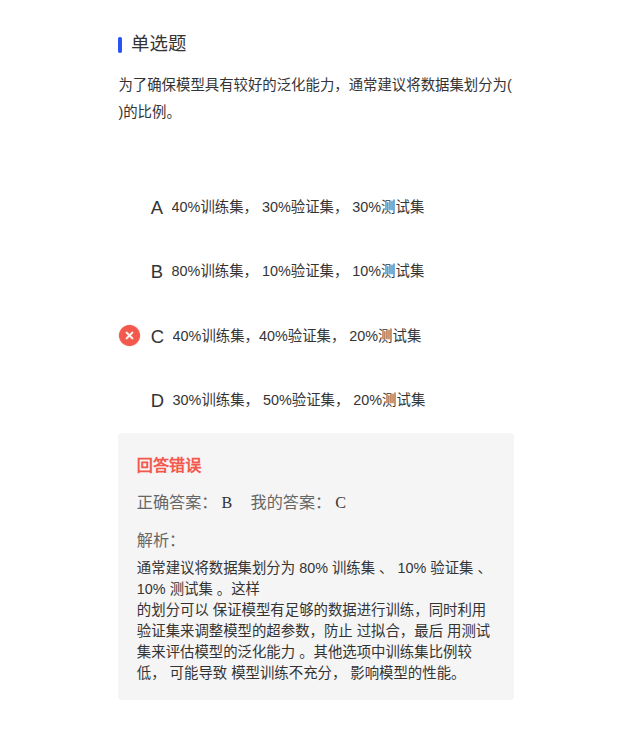 单选题
为了确保模型具有较好的泛化能力，通常建议将数据集划分为(
)的比例。
A 40%训练集， 30%验证集， 30%测试集
B 80%训练集， 10%验证集， 10%测试集
C 40%训练集，40%验证集， 20%测试集
D 30%训练集， 50%验证集， 20%测试集
回答错误
正确答案： B 我的答案： C
解析：
通常建议将数据集划分为 80% 训练集 、 10% 验证集 、
10% 测试集 。这样
的划分可以 保证模型有足够的数据进行训练，同时利用
验证集来调整模型的超参数，防止 过拟合，最后 用测试
集来评估模型的泛化能力 。其他选项中训练集比例较
低， 可能导致 模型训练不充分， 影响模型的性能。